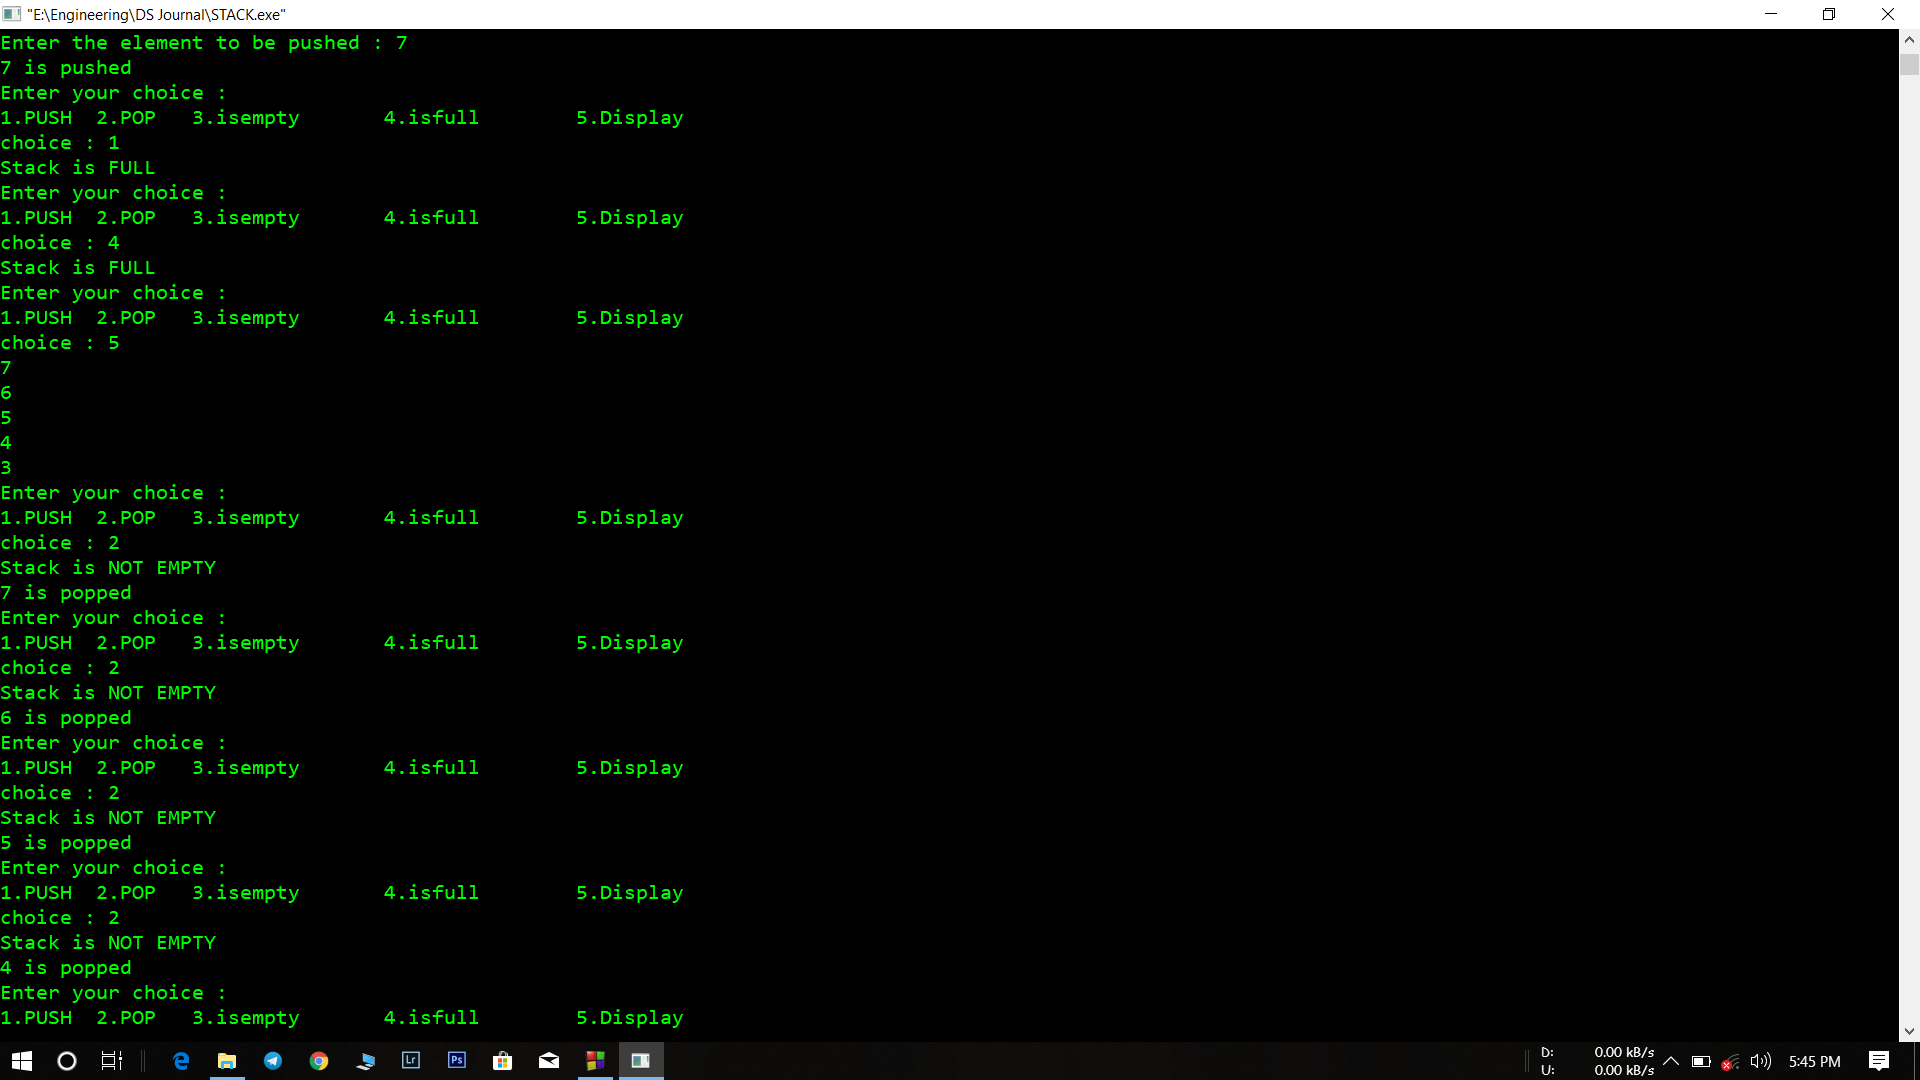 "E:\Engineering\DS Journal\STACK.exe"
Enter the element to be pushed : 7
7 is pushed
Enter your choice :
1.PUSH  2.POP   3.isempty       4.isfull        5.Display
choice : 1
Stack is FULL
Enter your choice :
1.PUSH  2.POP   3.isempty       4.isfull        5.Display
choice : 4
Stack is FULL
Enter your choice :
1.PUSH  2.POP   3.isempty       4.isfull        5.Display
choice : 5
7
6
5
4
3
Enter your choice :
1.PUSH  2.POP   3.isempty       4.isfull        5.Display
choice : 2
Stack is NOT EMPTY
7 is popped
Enter your choice :
1.PUSH  2.POP   3.isempty       4.isfull        5.Display
choice : 2
Stack is NOT EMPTY
6 is popped
Enter your choice :
1.PUSH  2.POP   3.isempty       4.isfull        5.Display
choice : 2
Stack is NOT EMPTY
5 is popped
Enter your choice :
1.PUSH  2.POP   3.isempty       4.isfull        5.Display
choice : 2
Stack is NOT EMPTY
4 is popped
Enter your choice :
1.PUSH  2.POP   3.isempty       4.isfull        5.Display
Lr
Ps
D: 0.00 kB/s
U: 0.00 kB/s
5:45 PM